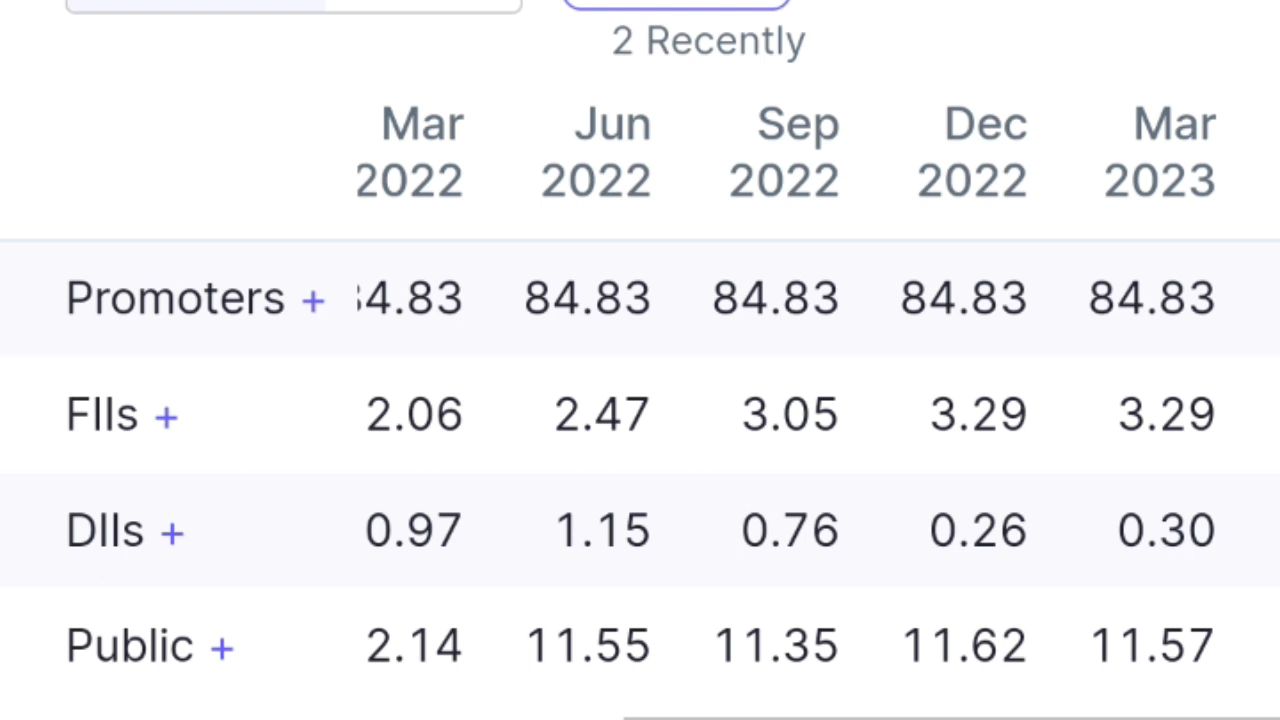 2 Recently
Mar Jun Sep Dec Mar
2022 2022 2022 2022 2023
Promoters + 4.83 84.83 84.83 84.83 84.83
FIIs + 2.06 2.47 3.05 3.29 3.29
DIIs + 0.97 1.15 0.76 0.26 0.30
Public + 2.14 11.55 11.35 11.62 11.57